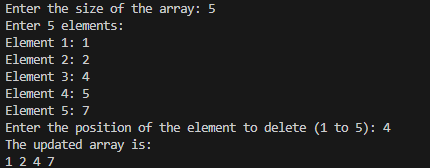 Enter the size of the array: 5
Enter 5 elements:
Element 1: 1
Element 2: 2
Element 3: 4
Element 4: 5
Element 5: 7
Enter the position of the element to delete (1 to 5): 4
The updated array is:
1 2 4 7